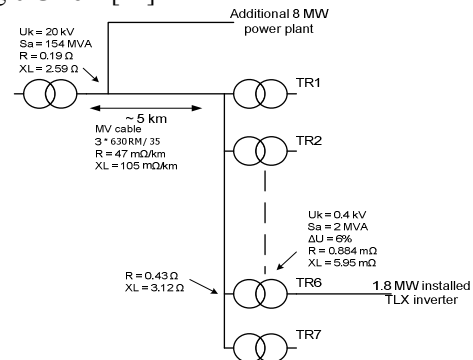 Additional 8 MW
power plant
Uk = 20 kV
Sa = 154 MVA
R = 0.19 Ω
XL = 2.59 Ω
TR1
~ 5 km
MV cable
3 * 630 RM / 35
R = 47 mΩ/km
XL = 105 mΩ/km
TR2
Uk = 0.4 kV
Sa = 2 MVA
ΔU = 6%
R = 0.884 mΩ
XL = 5.95 mΩ
R = 0.43 Ω
XL = 3.12 Ω
TR6
1.8 MW installed
TLX inverter
TR7